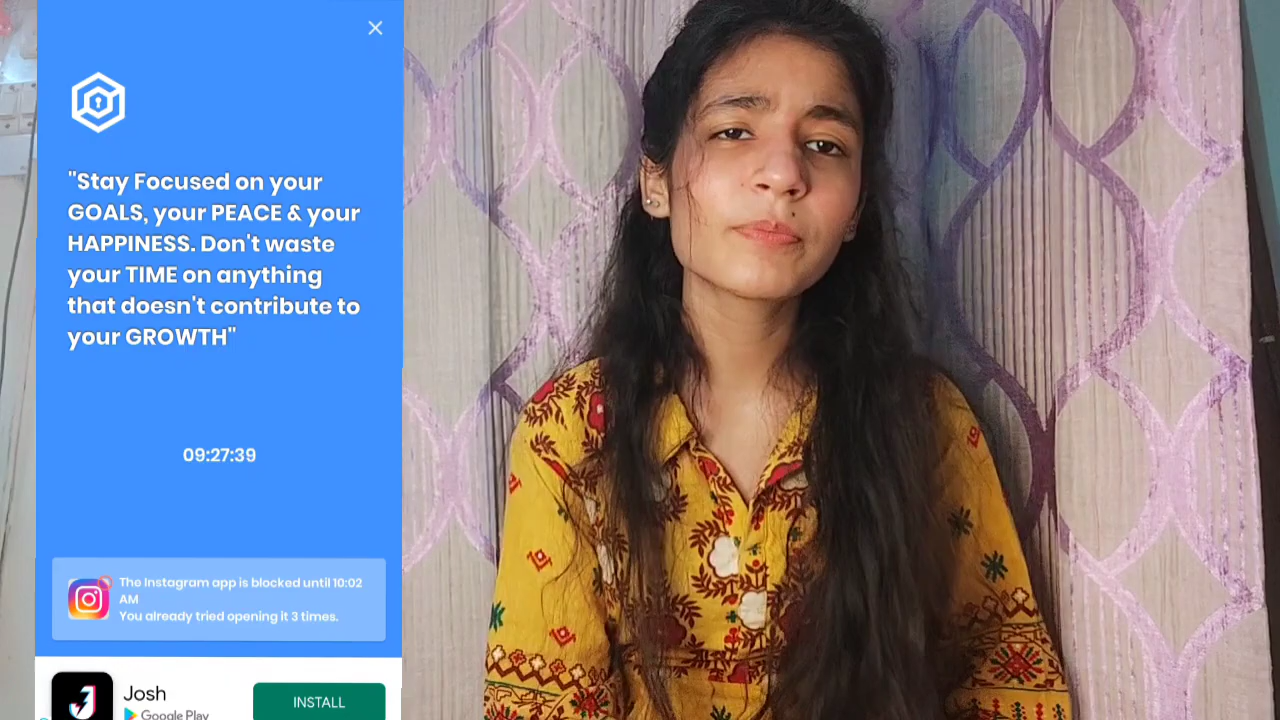 "Stay Focused on your
GOALS, your PEACE & your
HAPPINESS. Don't waste
your TIME on anything
that doesn't contribute to
your GROWTH"
09:27:39
The Instagram app is blocked until 10:02
AM
You already tried opening it 3 times.
Josh
Google Play
INSTALL